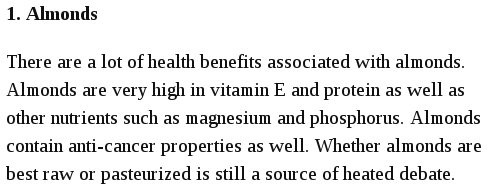 1. Almonds
There are a lot of health benefits associated with almonds.
Almonds are very high in vitamin E and protein as well as
other nutrients such as magnesium and phosphorus. Almonds
contain anti-cancer properties as well. Whether almonds are
best raw or pasteurized is still a source of heated debate.